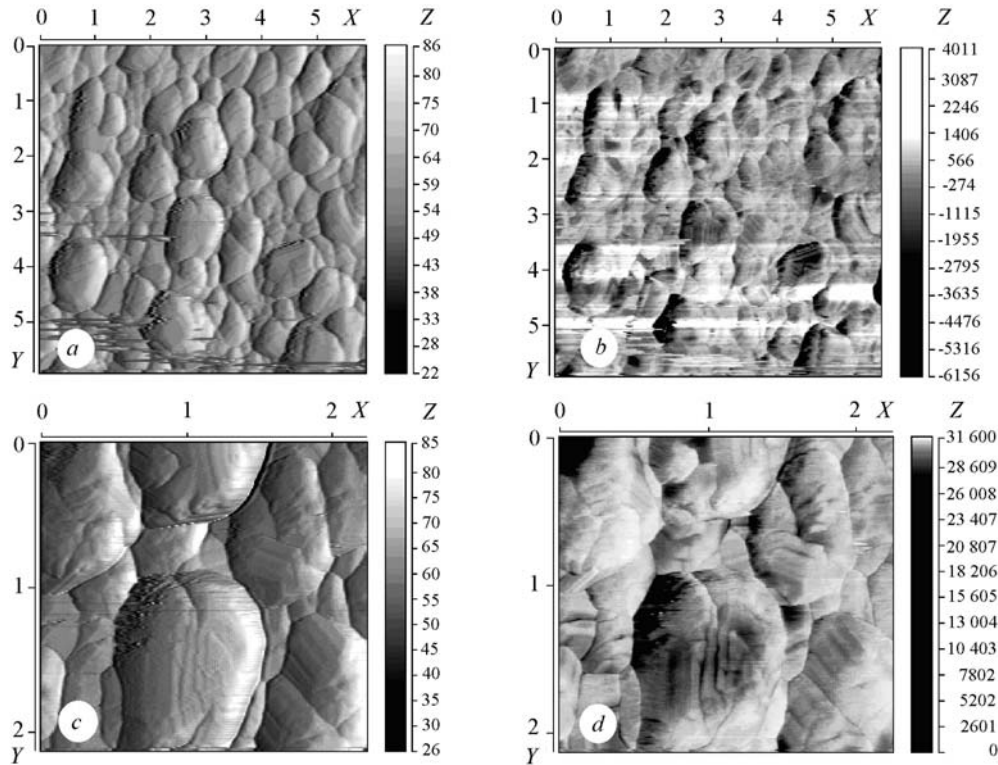 0 1 2 3 4 5 X Z
0 1 2 3 4 5 Y
86 80 75 70 64 59 54 49 43 38 33 28 22
a
0 1 2 3 4 5 X Z
0 1 2 3 4 5 Y
4011 3087 2246 1406 566 -274 -1115 -1955 -2795 -3635 -4476 -5316 -6156
b
0 1 2 X Z
0 1 2 Y
85 80 75 70 65 60 55 50 45 40 35 30 26
c
0 1 2 X Z
0 1 2 Y
31 600 28 609 26 008 23 407 20 807 18 206 15 605 13 004 10 403 7802 5202 2601 0
d